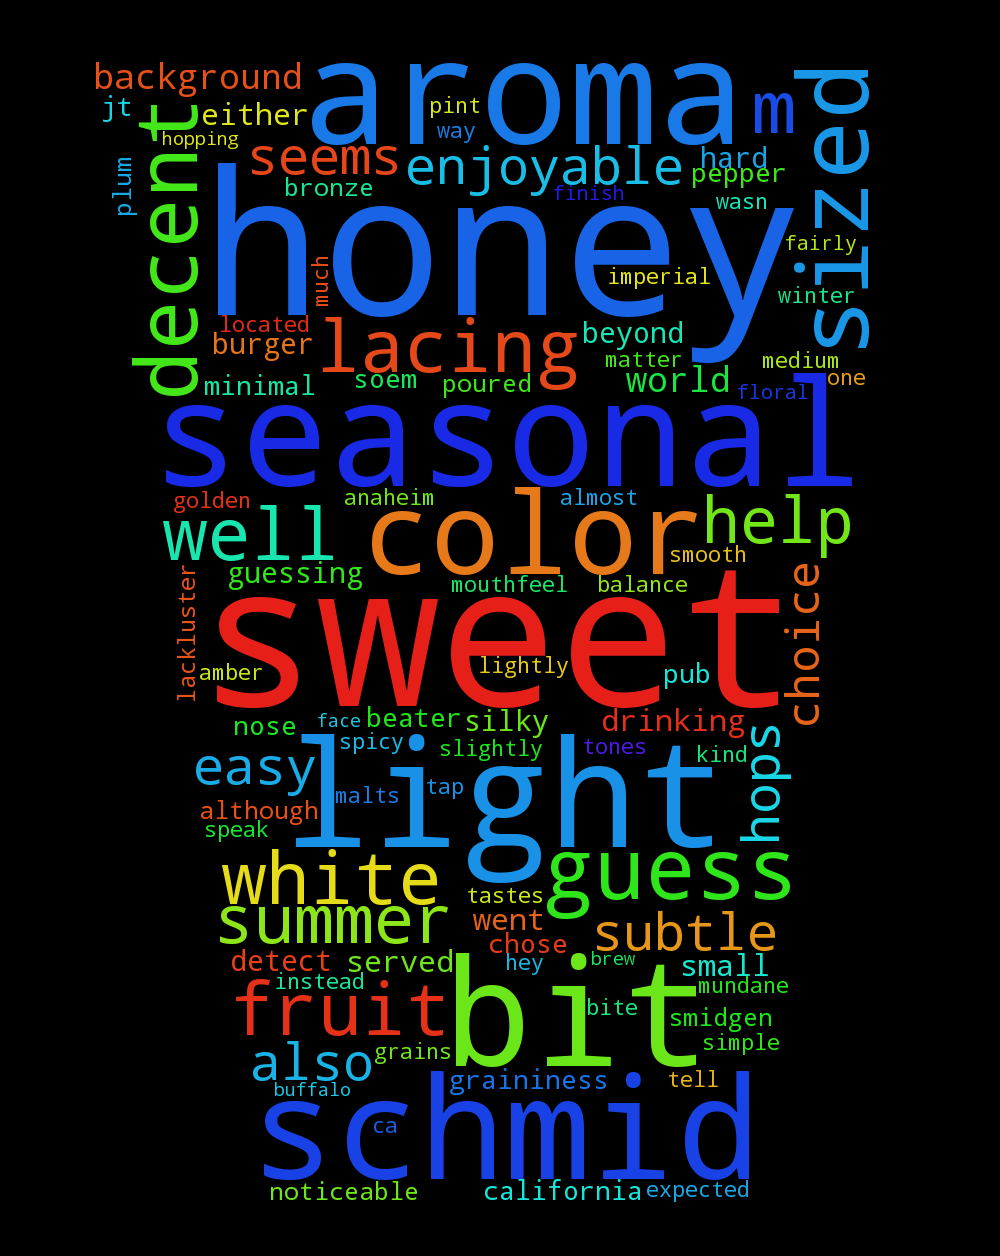 aroma
background
jt
either
pint
m
sized
hopping
way
decent
seems
enjoyable
hard
pepper
plum
bronze
finish
wasn
honey
fairly
much
imperial
winter
located
burger
lacing
beyond
matter
medium
minimal
soem
poured
world
floral
one
seasonal
golden
anaheim
almost
well
color
help
smooth
guessing
mouthfeel
balance
lackluster
sweet
choice
amber
lightly
pub
nose
face
beater
silky
drinking
spicy
slightly
tones
kind
hops
easy
light
malts
tap
although
speak
white
guess
tastes
summer
went
subtle
chose
detect
served
hey
brew
small
instead
mundane
fruit
bit
bite
smidgen
simple
also
grains
buffalo
graininess
tell
schmid
ca
noticeable
california
expected